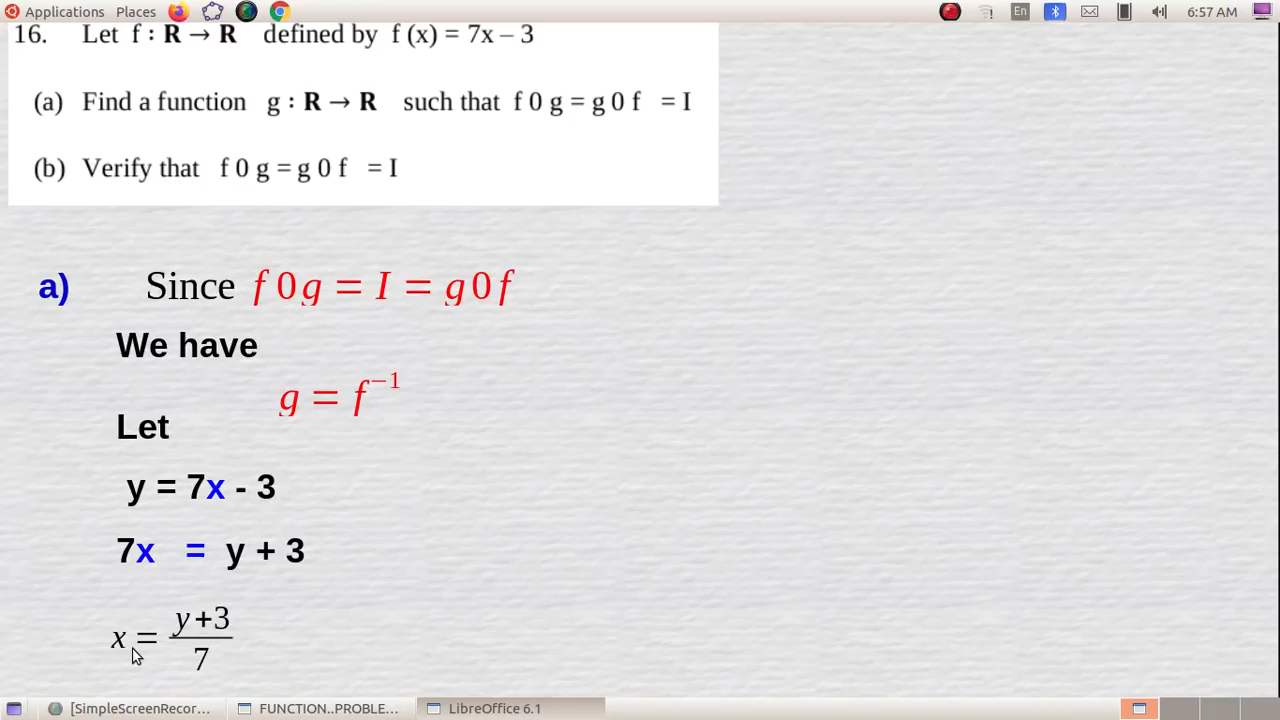 Applications Places En 6:57 AM
16. Let f : R → R defined by f (x) = 7x – 3
(a) Find a function g : R → R such that f 0 g = g 0 f = I
(b) Verify that f 0 g = g 0 f = I
a) Since f 0 g = I = g 0 f
We have
g = f⁻¹
Let
y = 7x - 3
7x = y + 3
x = y+3
7
[SimpleScreenRecor... FUNCTION..PROBLE... LibreOffice 6.1